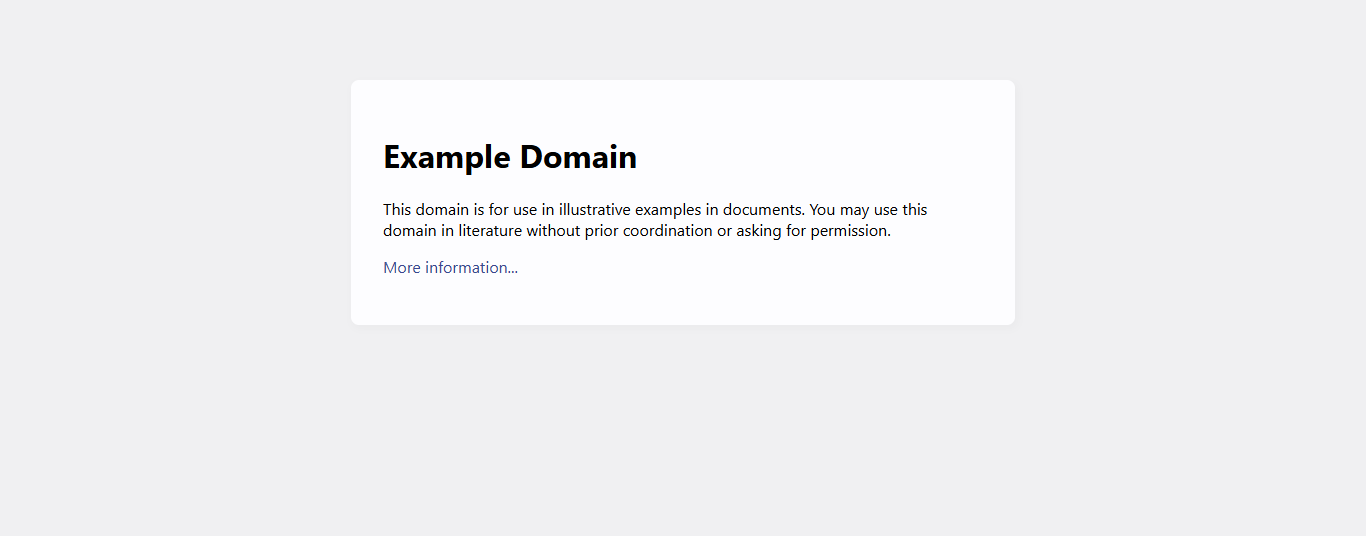 Example Domain
This domain is for use in illustrative examples in documents. You may use this
domain in literature without prior coordination or asking for permission.
More information...